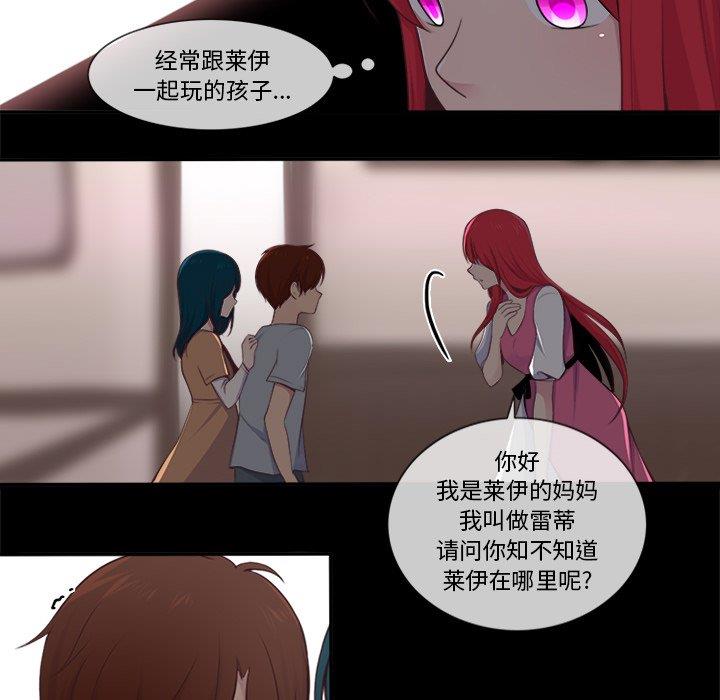 经常跟莱伊
一起玩的孩子...
你好
我是莱伊的妈妈
我叫做雷蒂
请问你知不知道
莱伊在哪里呢?